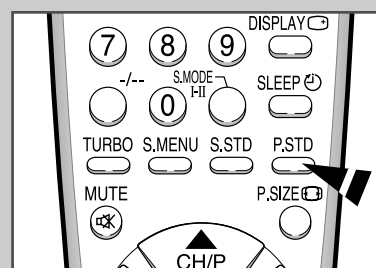 DISPLAY
7 8 9
-/-- S.MODE SLEEP
I-II
0
TURBO S.MENU S.STD P.STD
MUTE P.SIZE
CH/P